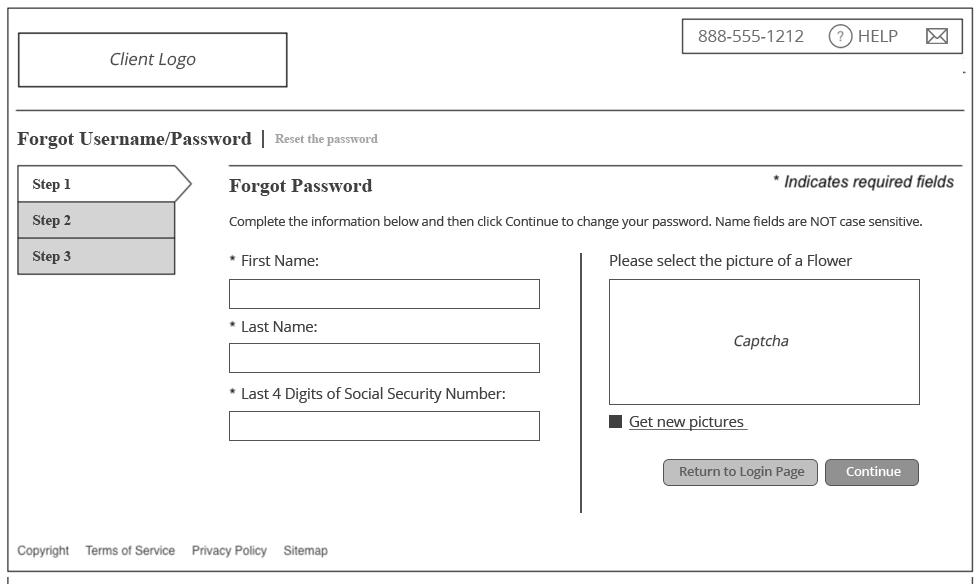 Client Logo
888-555-1212 ? HELP
Forgot Username/Password | Reset the password
Step 1
Step 2
Step 3
Forgot Password
* Indicates required fields
Complete the information below and then click Continue to change your password. Name fields are NOT case sensitive.
* First Name:
* Last Name:
* Last 4 Digits of Social Security Number:
Please select the picture of a Flower
Captcha
Get new pictures
Return to Login Page
Continue
Copyright Terms of Service Privacy Policy Sitemap